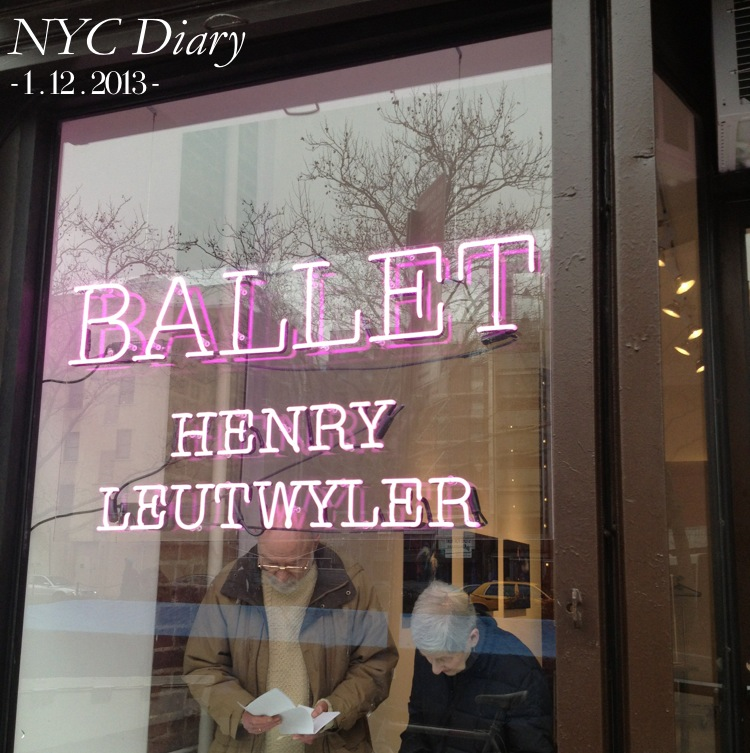 NYC Diary
-1.12.2013-
BALLET
HENRY
LEUTWYLER